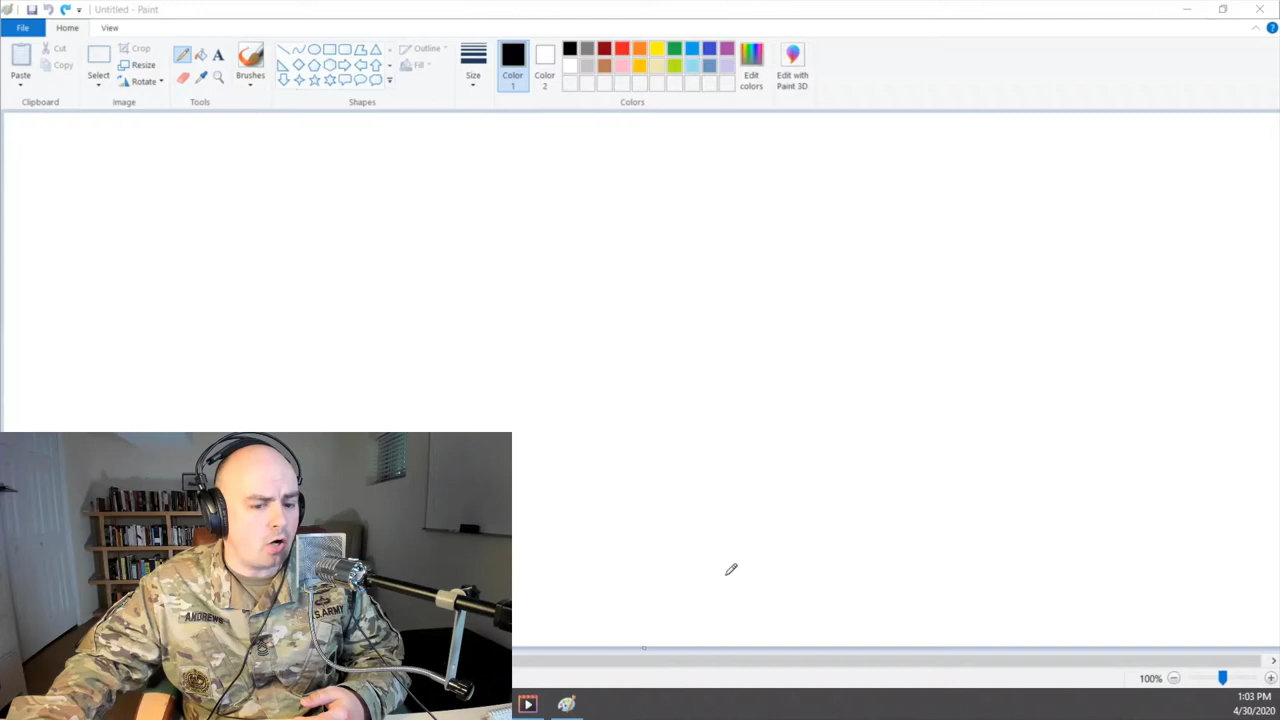 Untitled - Paint
File Home View
Cut
Copy
Paste
Clipboard
Crop
Resize
Rotate
Select
Image
Tools
Brushes
Outline
Fill
Shapes
Size
Color
1
Color
2
Edit
colors
Colors
Edit with
Paint 3D
ANDREWS
U.S. ARMY
100%
1:03 PM
4/30/2020